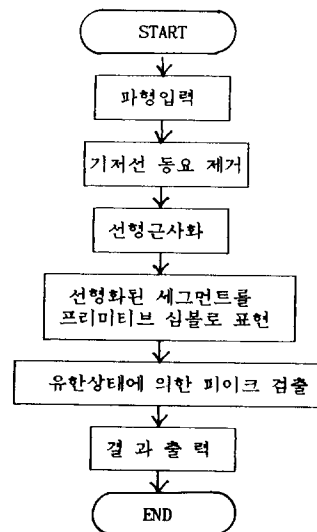 START
파형입력
기저선 동요 제거
선형근사화
선형화된 세그먼트를
프리미티브 심볼로 표현
유한상태에 의한 피이크 검출
결 과 출 력
END